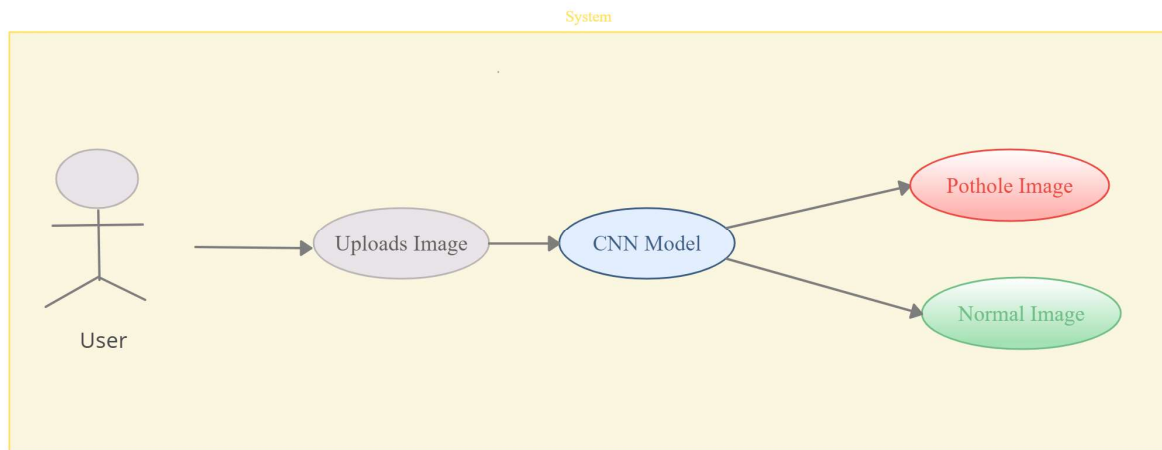 System
Uploads Image
CNN Model
Pothole Image
Normal Image
User